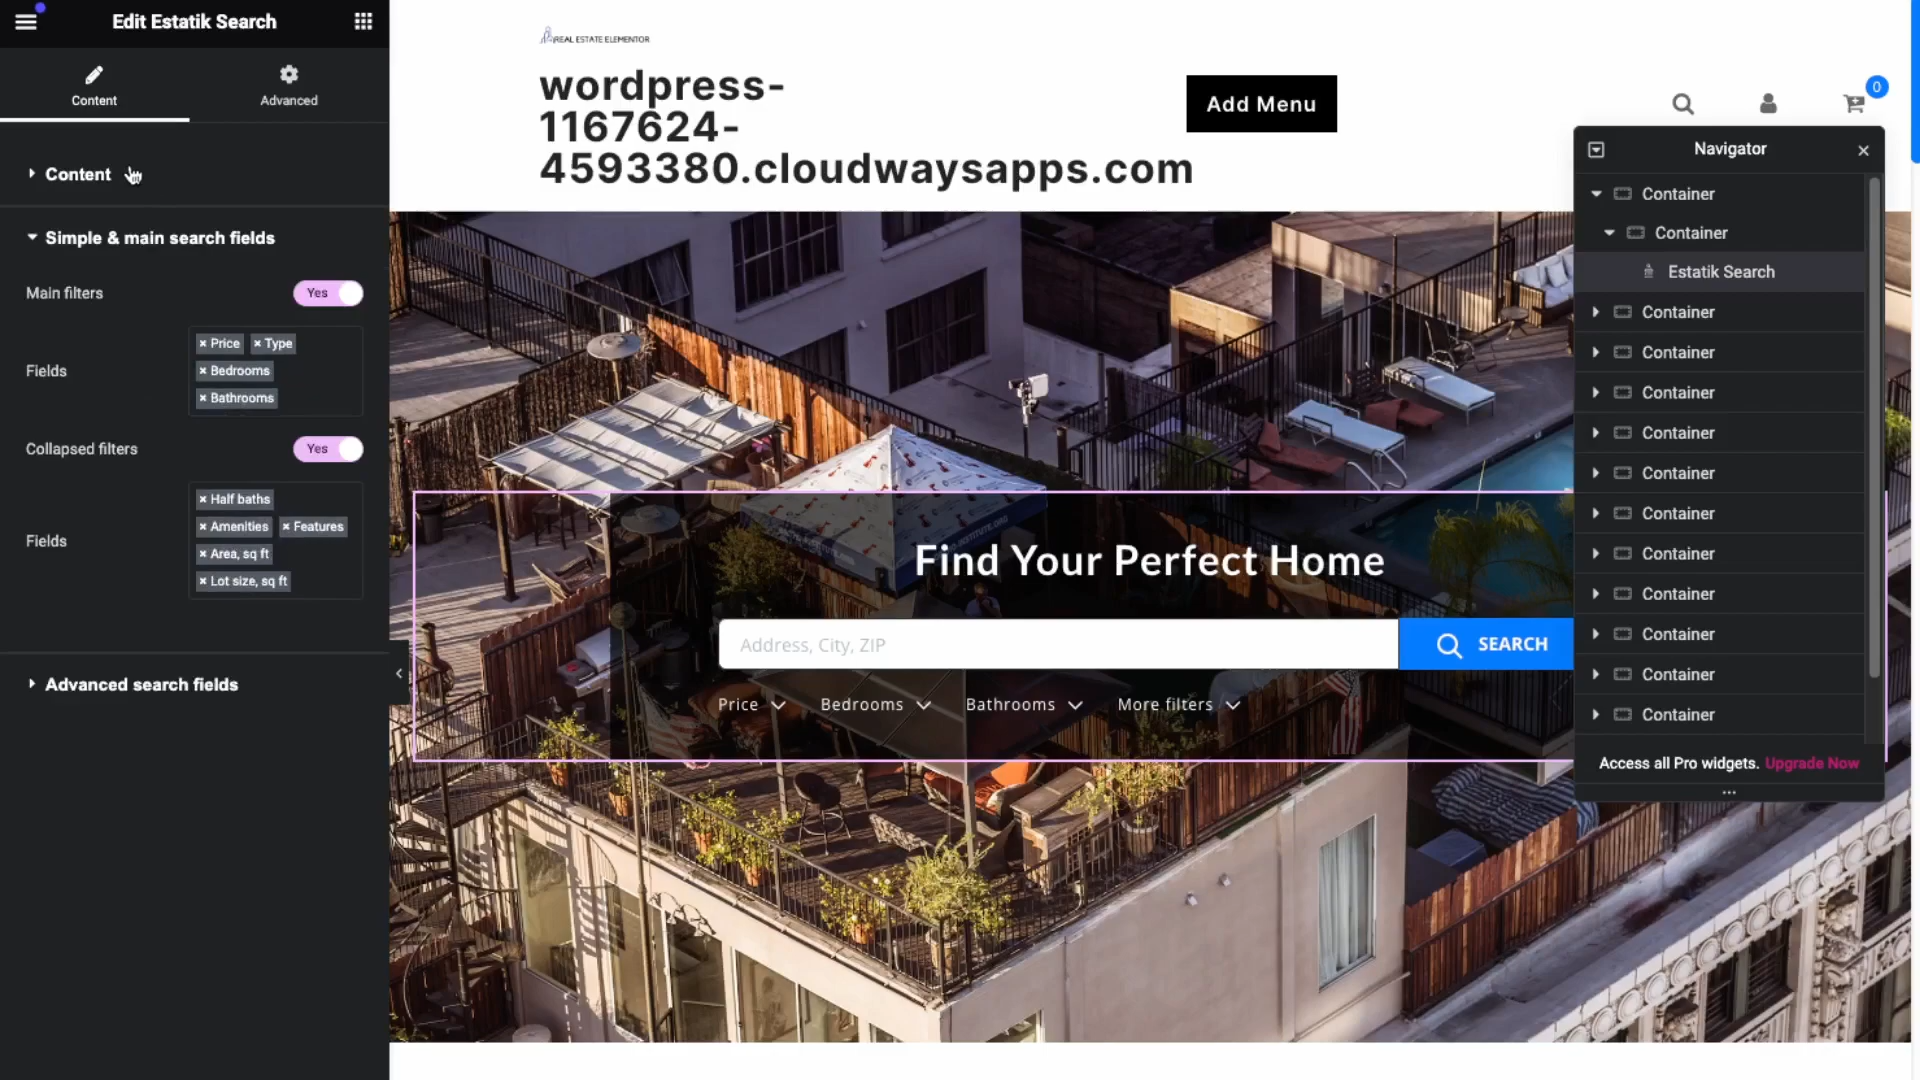 Edit Estatik Search
Content
Advanced
Content
Simple & main search fields
Main filters
Yes
Fields
× Price × Type
× Bedrooms
× Bathrooms
Collapsed filters
Yes
Fields
× Half baths
× Amenities × Features
× Area, sq ft
× Lot size, sq ft
Advanced search fields
REAL ESTATE ELEMENTOR
wordpress-
1167624-
4593380.cloudwaysapps.com
Add Menu
0
Find Your Perfect Home
Address, City, ZIP
SEARCH
Price
Bedrooms
Bathrooms
More filters
Navigator
Container
Container
Estatik Search
Container
Container
Container
Container
Container
Container
Container
Container
Container
Container
Container
Access all Pro widgets. Upgrade Now